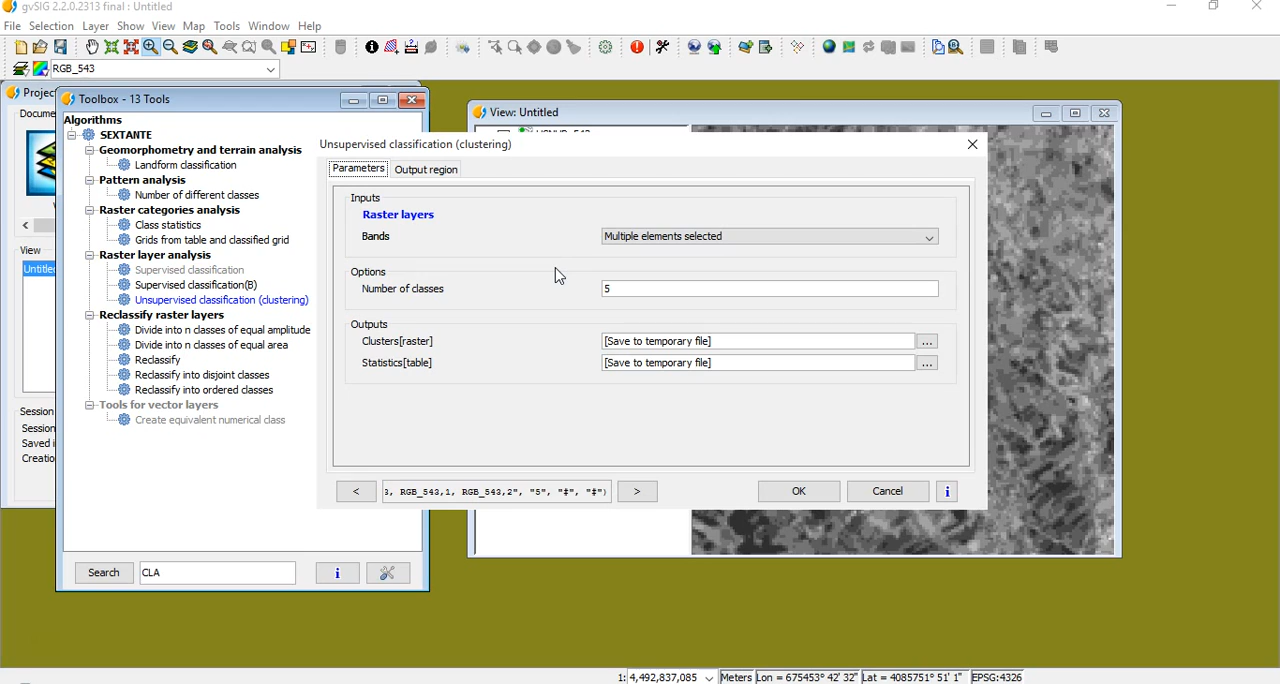 gvSIG 2.2.0.2313 final : Untitled
File Selection Layer Show View Map Tools Window Help
RGB_543
Projec
Docume
View
Untitle
Session
Session
Saved i
Creatio
Toolbox - 13 Tools
Algorithms
SEXTANTE
Geomorphometry and terrain analysis
Landform classification
Pattern analysis
Number of different classes
Raster categories analysis
Class statistics
Grids from table and classified grid
Raster layer analysis
Supervised classification
Supervised classification(B)
Unsupervised classification (clustering)
Reclassify raster layers
Divide into n classes of equal amplitude
Divide into n classes of equal area
Reclassify
Reclassify into disjoint classes
Reclassify into ordered classes
Tools for vector layers
Create equivalent numerical class
Search CLA i
View: Untitled
Unsupervised classification (clustering)
Parameters Output region
Inputs
Raster layers
Bands Multiple elements selected
Options
Number of classes 5
Outputs
Clusters[raster] [Save to temporary file] ...
Statistics[table] [Save to temporary file] ...
< 3, RGB_543,1, RGB_543,2", "5", "#", "#") > OK Cancel i
1: 4,492,837,085 Meters Lon = 675453° 42' 32" Lat = 4085751° 51' 1" EPSG:4326